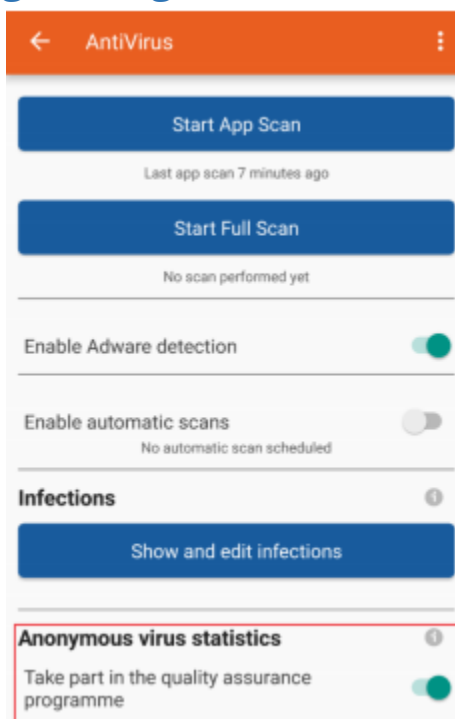 AntiVirus
Start App Scan
Last app scan 7 minutes ago
Start Full Scan
No scan performed yet
Enable Adware detection
Enable automatic scans
No automatic scan scheduled
Infections
Show and edit infections
Anonymous virus statistics
Take part in the quality assurance
programme